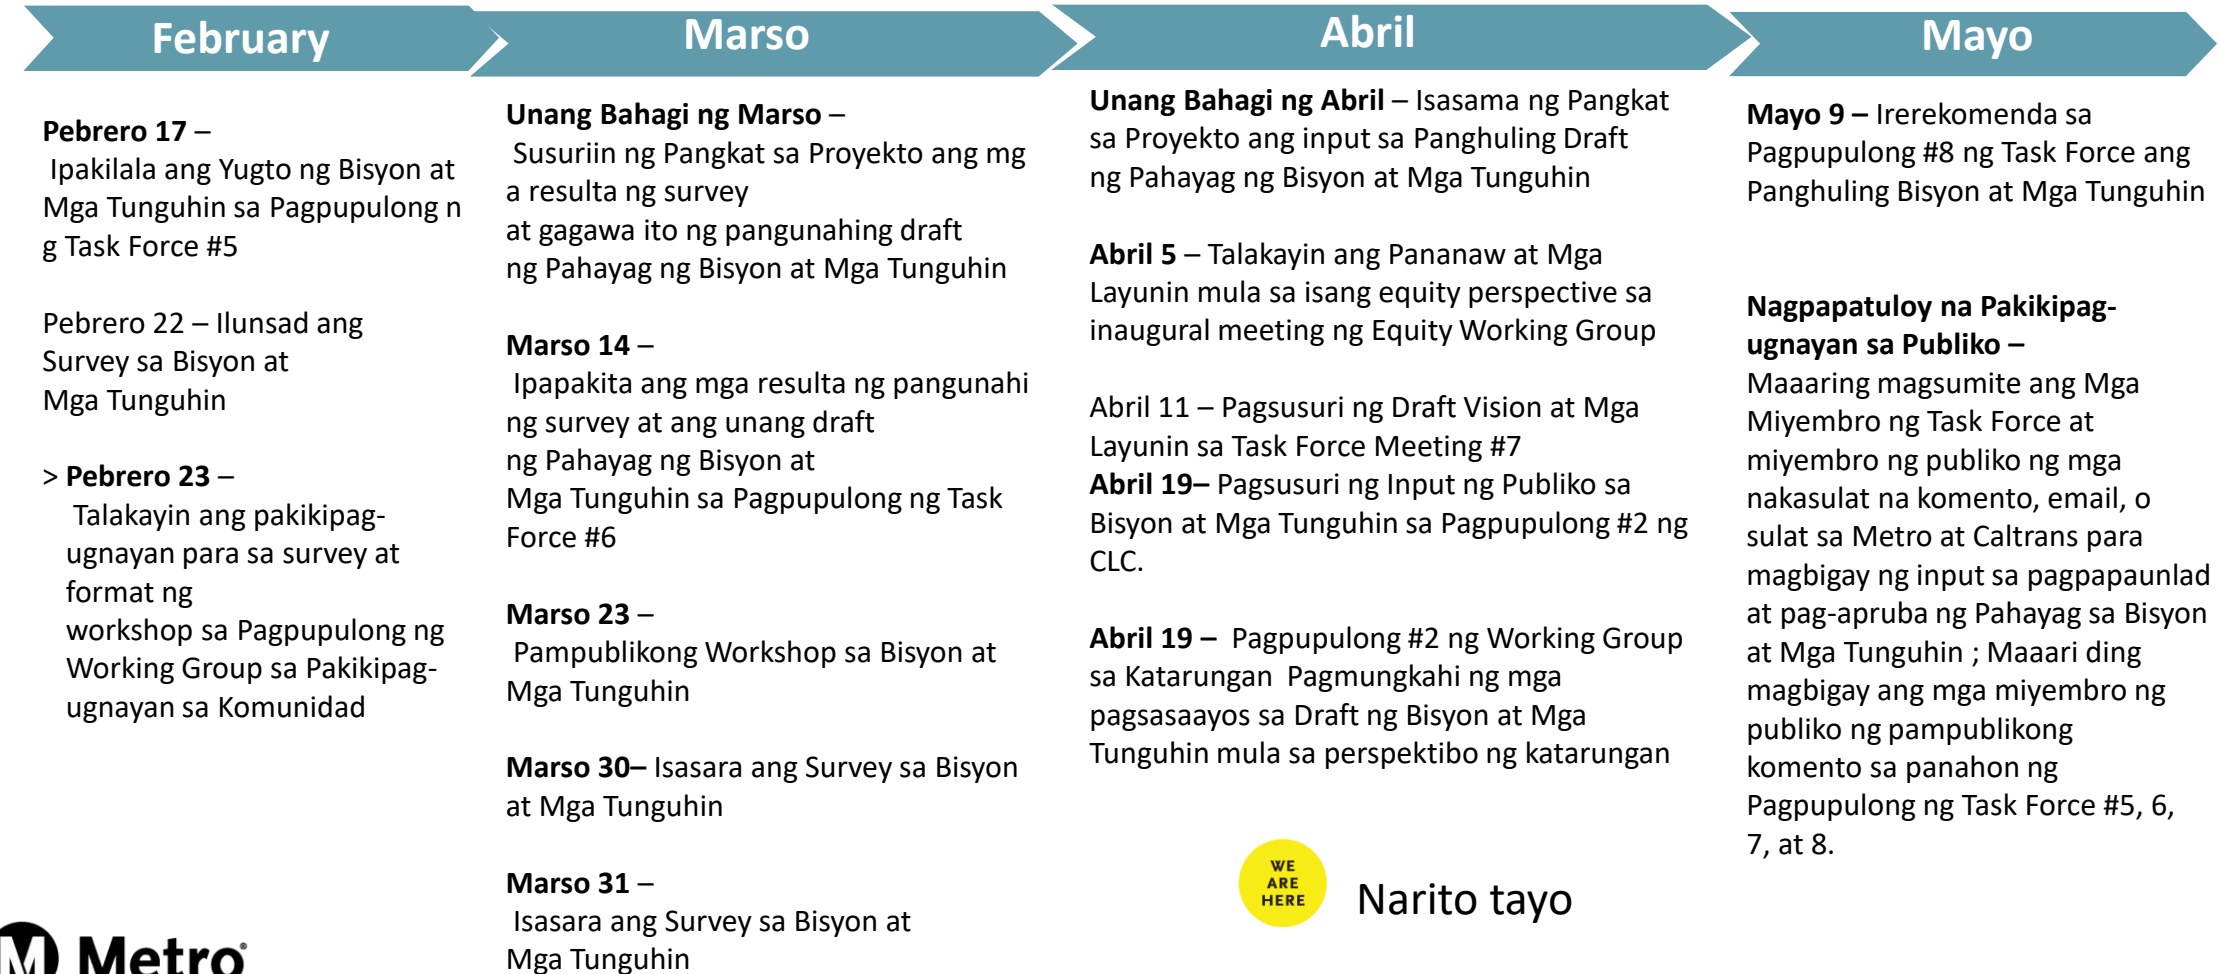 February
Marso
Abril
Mayo
Pebrero 17 –
Ipakilala ang Yugto ng Bisyon at
Mga Tunguhin sa Pagpupulong n
g Task Force #5
Pebrero 22 – Ilunsad ang
Survey sa Bisyon at
Mga Tunguhin
> Pebrero 23 –
Talakayin ang pakikipag-
ugnayan para sa survey at
format ng
workshop sa Pagpupulong ng
Working Group sa Pakikipag-
ugnayan sa Komunidad
Unang Bahagi ng Marso –
Susuriin ng Pangkat sa Proyekto ang mg
a resulta ng survey
at gagawa ito ng pangunahing draft
ng Pahayag ng Bisyon at Mga Tunguhin
Marso 14 –
Ipapakita ang mga resulta ng pangunahi
ng survey at ang unang draft
ng Pahayag ng Bisyon at
Mga Tunguhin sa Pagpupulong ng Task
Force #6
Marso 23 –
Pampublikong Workshop sa Bisyon at
Mga Tunguhin
Marso 30– Isasara ang Survey sa Bisyon
at Mga Tunguhin
Marso 31 –
Isasara ang Survey sa Bisyon at
Mga Tunguhin
Unang Bahagi ng Abril – Isasama ng Pangkat
sa Proyekto ang input sa Panghuling Draft
ng Pahayag ng Bisyon at Mga Tunguhin
Abril 5 – Talakayin ang Pananaw at Mga
Layunin mula sa isang equity perspective sa
inaugural meeting ng Equity Working Group
Abril 11 – Pagsusuri ng Draft Vision at Mga
Layunin sa Task Force Meeting #7
Abril 19– Pagsusuri ng Input ng Publiko sa
Bisyon at Mga Tunguhin sa Pagpupulong #2 ng
CLC.
Abril 19 – Pagpupulong #2 ng Working Group
sa Katarungan Pagmungkahi ng mga
pagsasaayos sa Draft ng Bisyon at Mga
Tunguhin mula sa perspektibo ng katarungan
WE
ARE
HERE
Narito tayo
Mayo 9 – Irerekomenda sa
Pagpupulong #8 ng Task Force ang
Panghuling Bisyon at Mga Tunguhin
Nagpapatuloy na Pakikipag-
ugnayan sa Publiko –
Maaaring magsumite ang Mga
Miyembro ng Task Force at
miyembro ng publiko ng mga
nakasulat na komento, email, o
sulat sa Metro at Caltrans para
magbigay ng input sa pagpapaunlad
at pag-apruba ng Pahayag sa Bisyon
at Mga Tunguhin ; Maaari ding
magbigay ang mga miyembro ng
publiko ng pampublikong
komento sa panahon ng
Pagpupulong ng Task Force #5, 6,
7, at 8.
M Metro